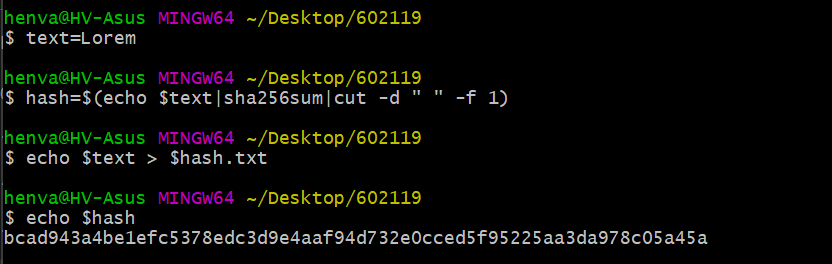 henva@HV-Asus MINGW64 ~/Desktop/602119
$ text=Lorem
henva@HV-Asus MINGW64 ~/Desktop/602119
$ hash=$(echo $text|sha256sum|cut -d " " -f 1)
henva@HV-Asus MINGW64 ~/Desktop/602119
$ echo $text > $hash.txt
henva@HV-Asus MINGW64 ~/Desktop/602119
$ echo $hash
bcad943a4be1efc5378edc3d9e4aaf94d732e0cced5f95225aa3da978c05a45a